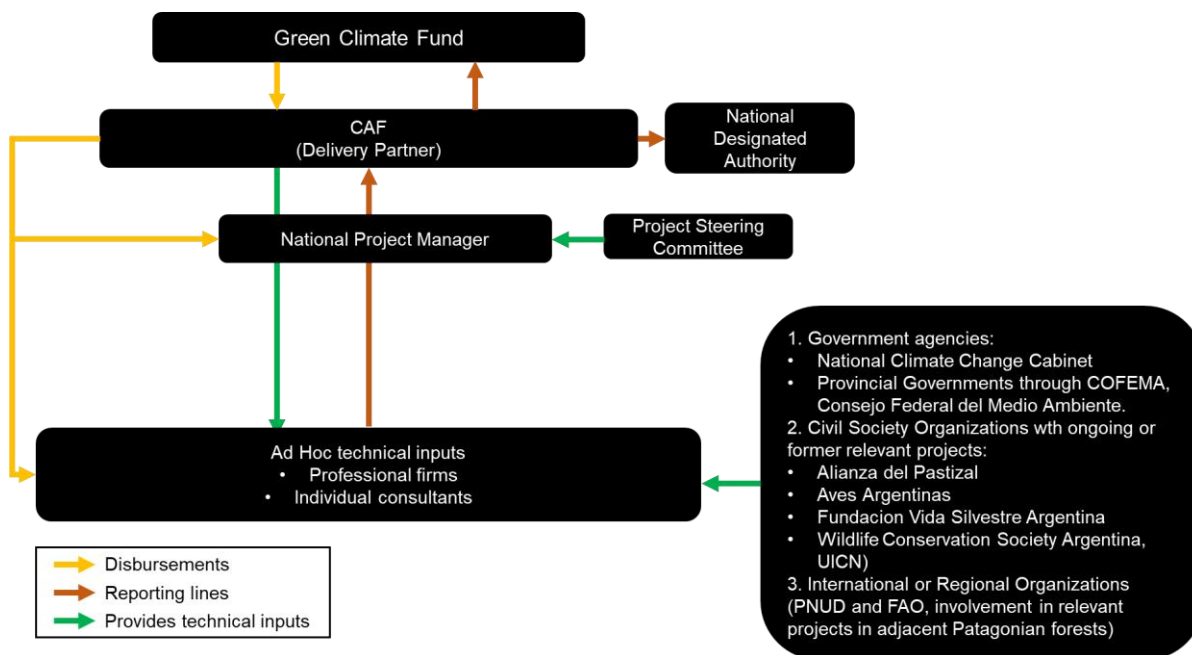 Green Climate Fund
CAF
(Delivery Partner)
National
Designated
Authority
National Project Manager
Project Steering
Committee
1. Government agencies:
• National Climate Change Cabinet
• Provincial Governments through COFEMA,
Consejo Federal del Medio Ambiente.
2. Civil Society Organizations wth ongoing or
former relevant projects:
• Alianza del Pastizal
• Aves Argentinas
• Fundacion Vida Silvestre Argentina
• Wildlife Conservation Society Argentina,
UICN)
3. International or Regional Organizations
(PNUD and FAO, involvement in relevant
projects in adjacent Patagonian forests)
Ad Hoc technical inputs
• Professional firms
• Individual consultants
Disbursements
Reporting lines
Provides technical inputs